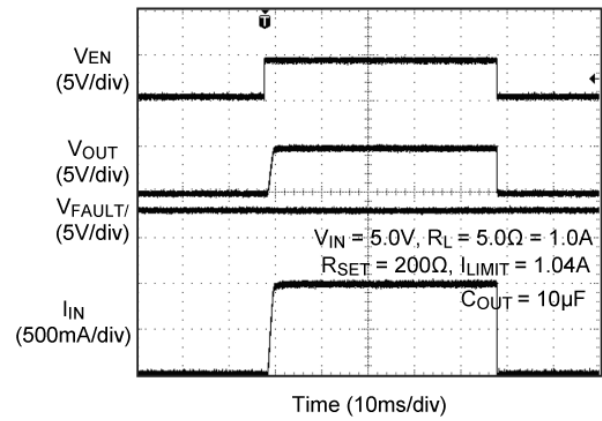 T
VEN
(5V/div)
VOUT
(5V/div)
VFAULT/
(5V/div)
VIN = 5.0V, RL = 5.0Ω = 1.0A
RSET = 200Ω, ILIMIT = 1.04A
COUT = 10µF
IIN
(500mA/div)
Time (10ms/div)